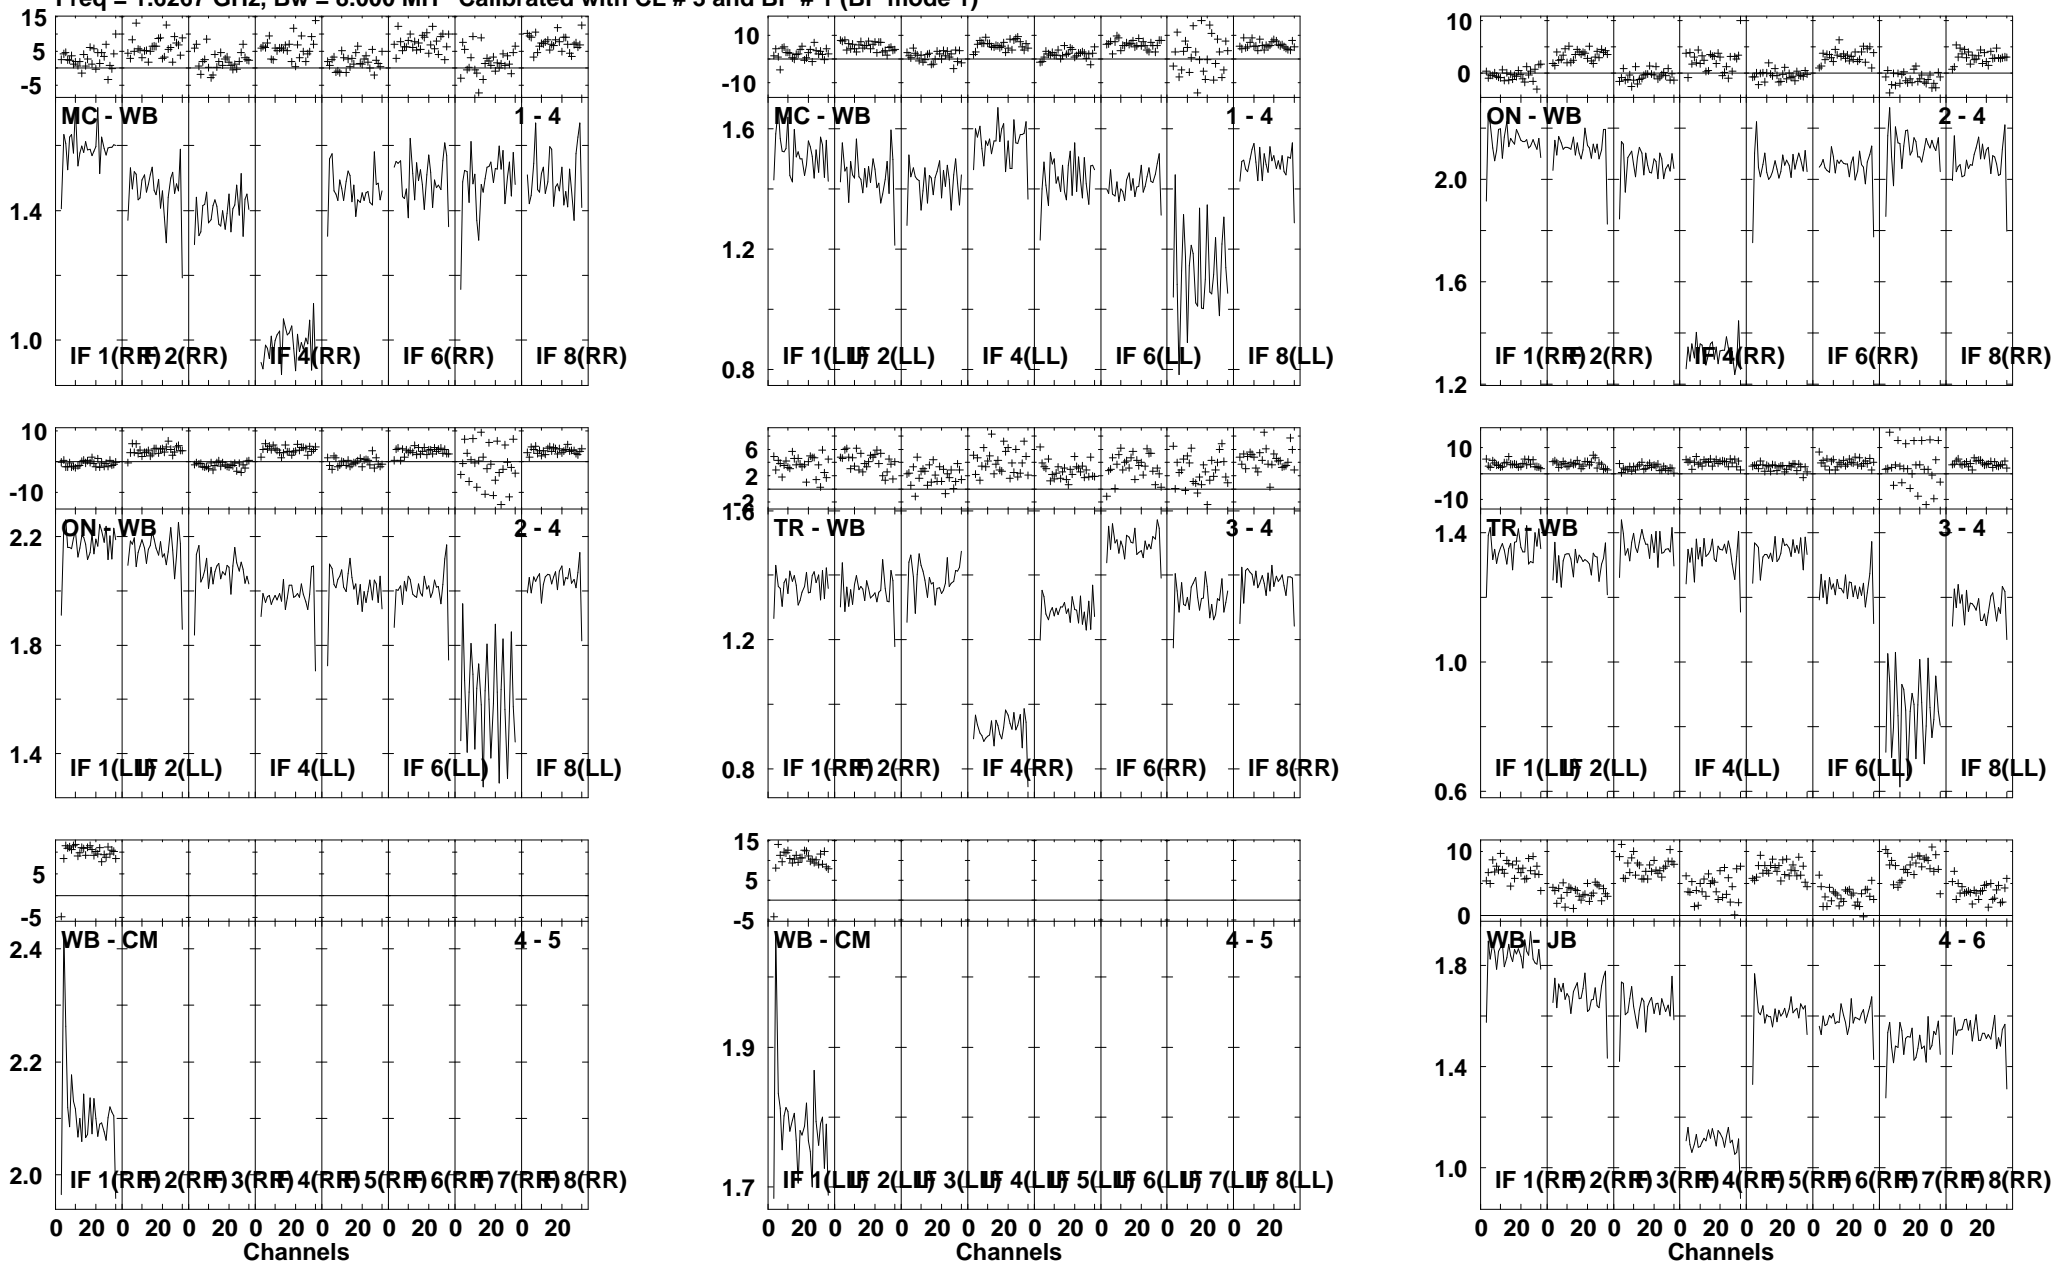 Calibrated with CL # 3 and BP # 1 (BP mode 1)
15
5
-5
MC - WB 1 - 4
1.4
1.0
IF 1(RR) IF 2(RR) IF 4(RR) IF 6(RR) IF 8(RR)
10
-10
MC - WB 1 - 4
1.6
1.4
1.2
0.8
IF 1(LL) IF 2(LL) IF 4(LL) IF 6(LL) IF 8(LL)
10
0
ON - WB 2 - 4
2.0
1.6
1.2
IF 1(RR) IF 2(RR) IF 4(RR) IF 6(RR) IF 8(RR)
10
-10
ON - WB 2 - 4
2.2
1.8
1.4
IF 1(LL) IF 2(LL) IF 4(LL) IF 6(LL) IF 8(LL)
6
2
-2
1.6
TR - WB 3 - 4
1.2
0.8
IF 1(RR) IF 2(RR) IF 4(RR) IF 6(RR) IF 8(RR)
10
-10
TR - WB 3 - 4
1.4
1.0
0.6
IF 1(LL) IF 2(LL) IF 4(LL) IF 6(LL) IF 8(LL)
5
-5
WB - CM 4 - 5
2.4
2.2
2.0
IF 1(RR) IF 2(RR) IF 3(RR) IF 4(RR) IF 5(RR) IF 6(RR) IF 7(RR) IF 8(RR)
0 20 0 20 0 20 0 20 0 20 0 20 0 20 0 20
Channels
15
5
-5
WB - CM 4 - 5
1.9
1.7
IF 1(LL) IF 2(LL) IF 3(LL) IF 4(LL) IF 5(LL) IF 6(LL) IF 7(LL) IF 8(LL)
0 20 0 20 0 20 0 20 0 20 0 20 0 20 0 20
Channels
10
0
WB - JB 4 - 6
1.8
1.4
1.0
IF 1(RR) IF 2(RR) IF 3(RR) IF 4(RR) IF 5(RR) IF 6(RR) IF 7(RR) IF 8(RR)
0 20 0 20 0 20 0 20 0 20 0 20 0 20 0 20
Channels